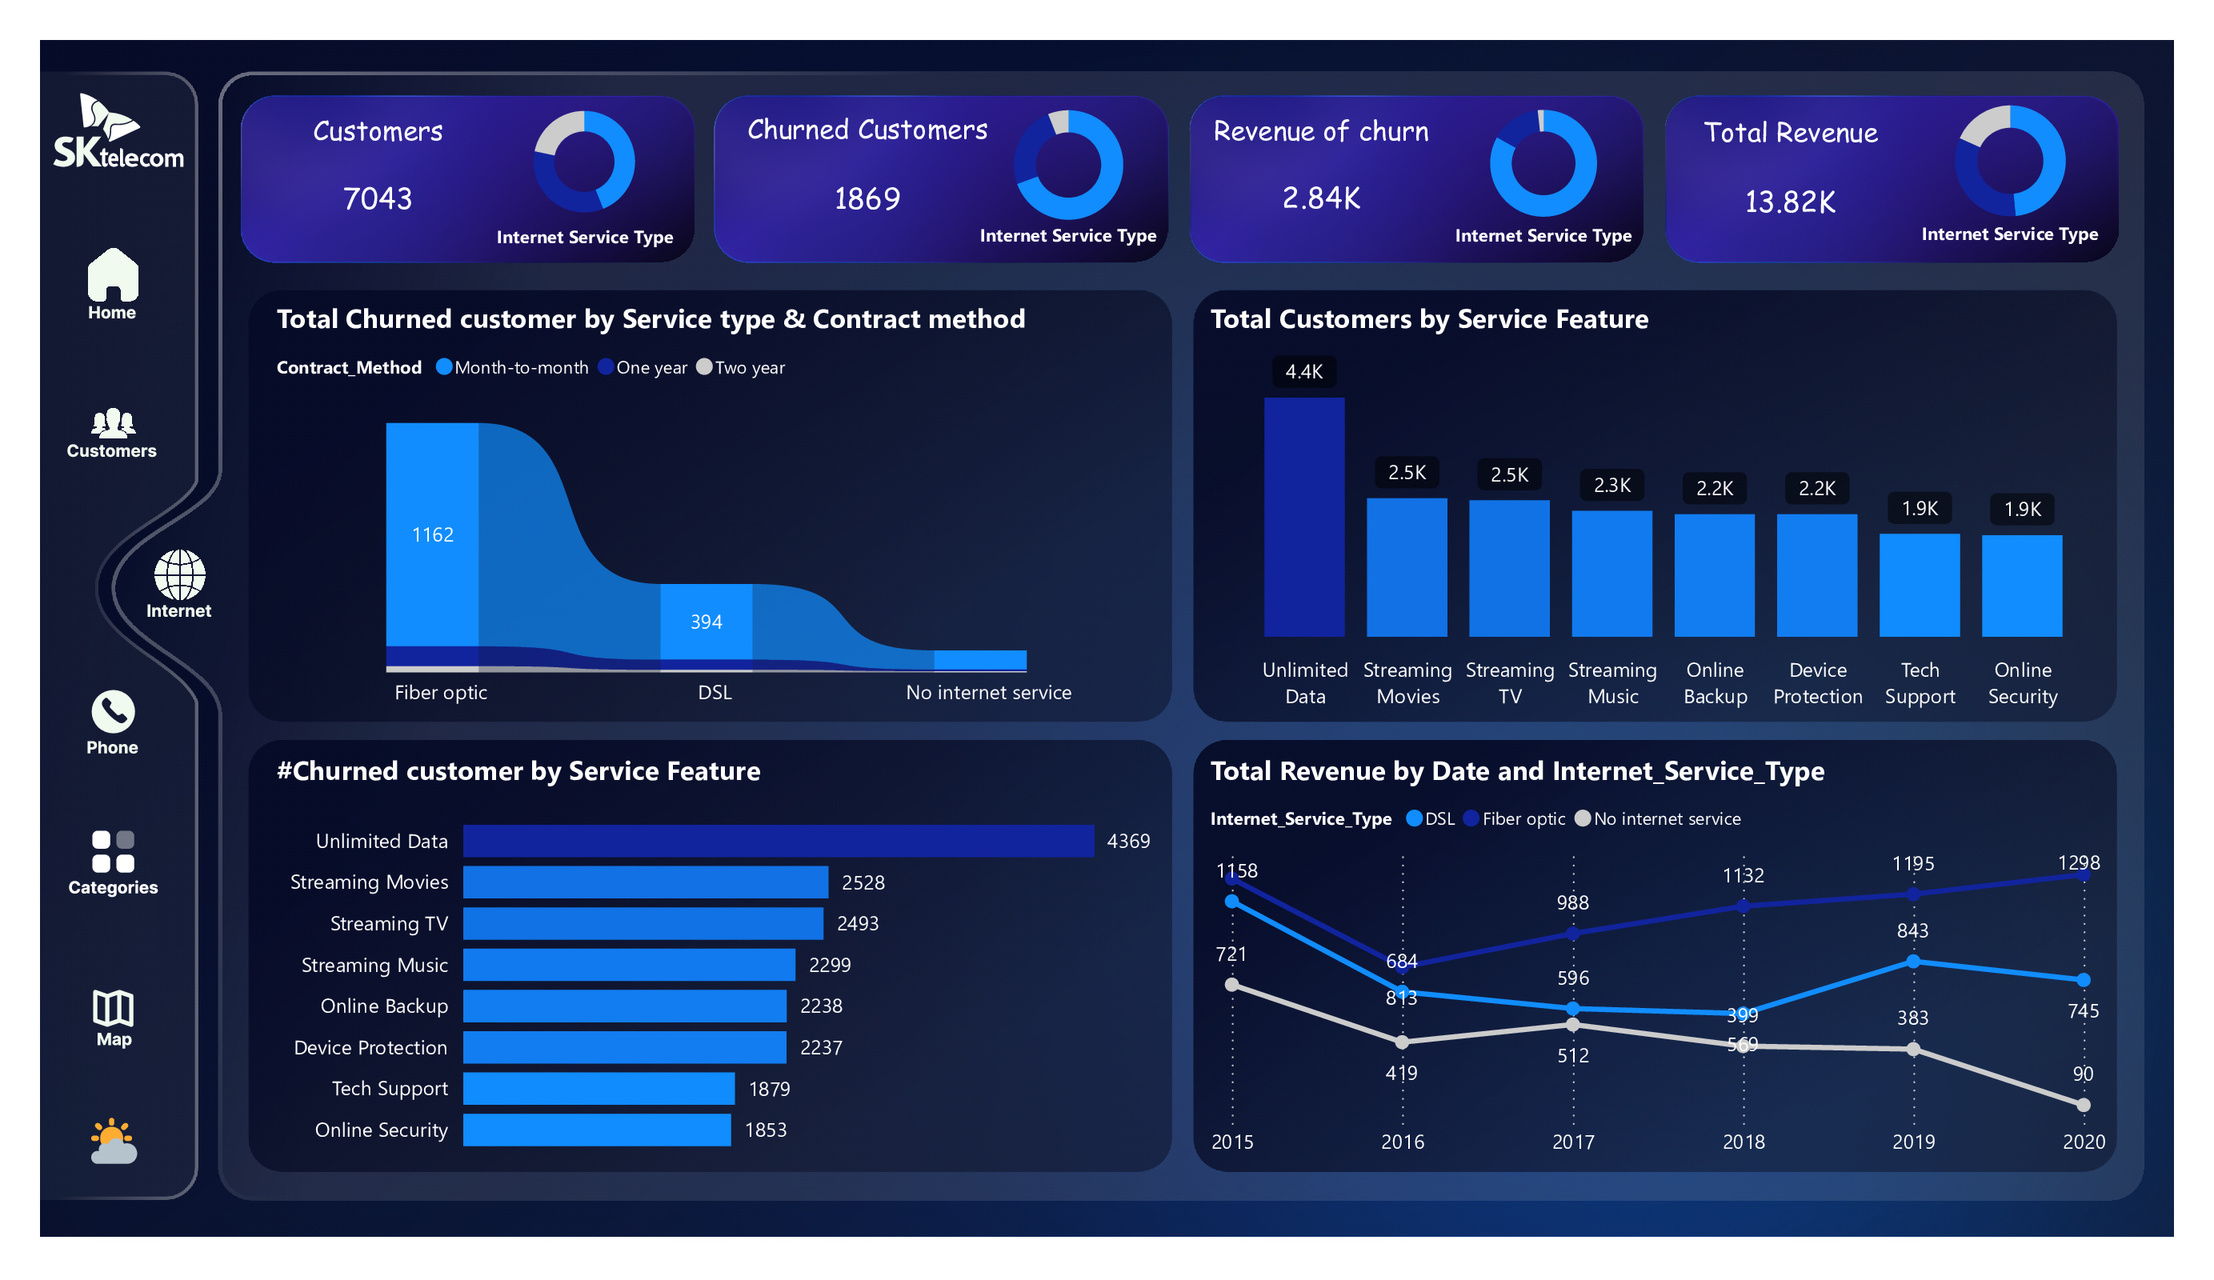 SK telecom
Home
Customers
Internet
Phone
Categories
Map
Customers
7043
Internet Service Type
Churned Customers
1869
Internet Service Type
Revenue of churn
2.84K
Internet Service Type
Total Revenue
13.82K
Internet Service Type
Total Churned customer by Service type & Contract method
Contract_Method Month-to-month One year Two year
1162
394
Fiber optic DSL No internet service
Total Customers by Service Feature
4.4K 2.5K 2.5K 2.3K 2.2K 2.2K 1.9K 1.9K
Unlimited Streaming Streaming Streaming Online Device Tech Online
Data Movies TV Music Backup Protection Support Security
#Churned customer by Service Feature
Unlimited Data 4369
Streaming Movies 2528
Streaming TV 2493
Streaming Music 2299
Online Backup 2238
Device Protection 2237
Tech Support 1879
Online Security 1853
Total Revenue by Date and Internet_Service_Type
Internet_Service_Type DSL Fiber optic No internet service
1158 684 988 1132 1195 1298
721 813 596 399 843 745
419 512 569 383 90
2015 2016 2017 2018 2019 2020